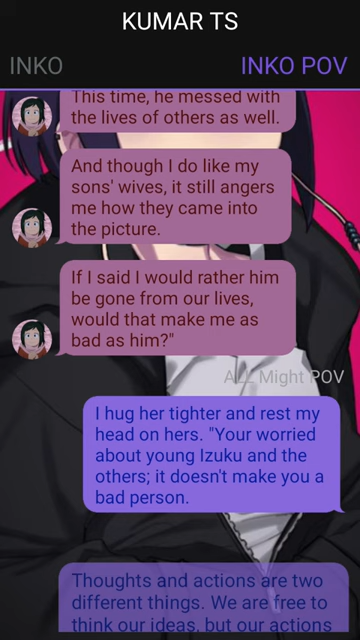 KUMAR TS
INKO
INKO POV
This time, he messed with
the lives of others as well.
And though I do like my
sons' wives, it still angers
me how they came into
the picture.
If I said I would rather him
be gone from our lives,
would that make me as
bad as him?"
ALL Might POV
I hug her tighter and rest my
head on hers. "Your worried
about young Izuku and the
others; it doesn't make you a
bad person.
Thoughts and actions are two
different things. We are free to
think our ideas, but our actions